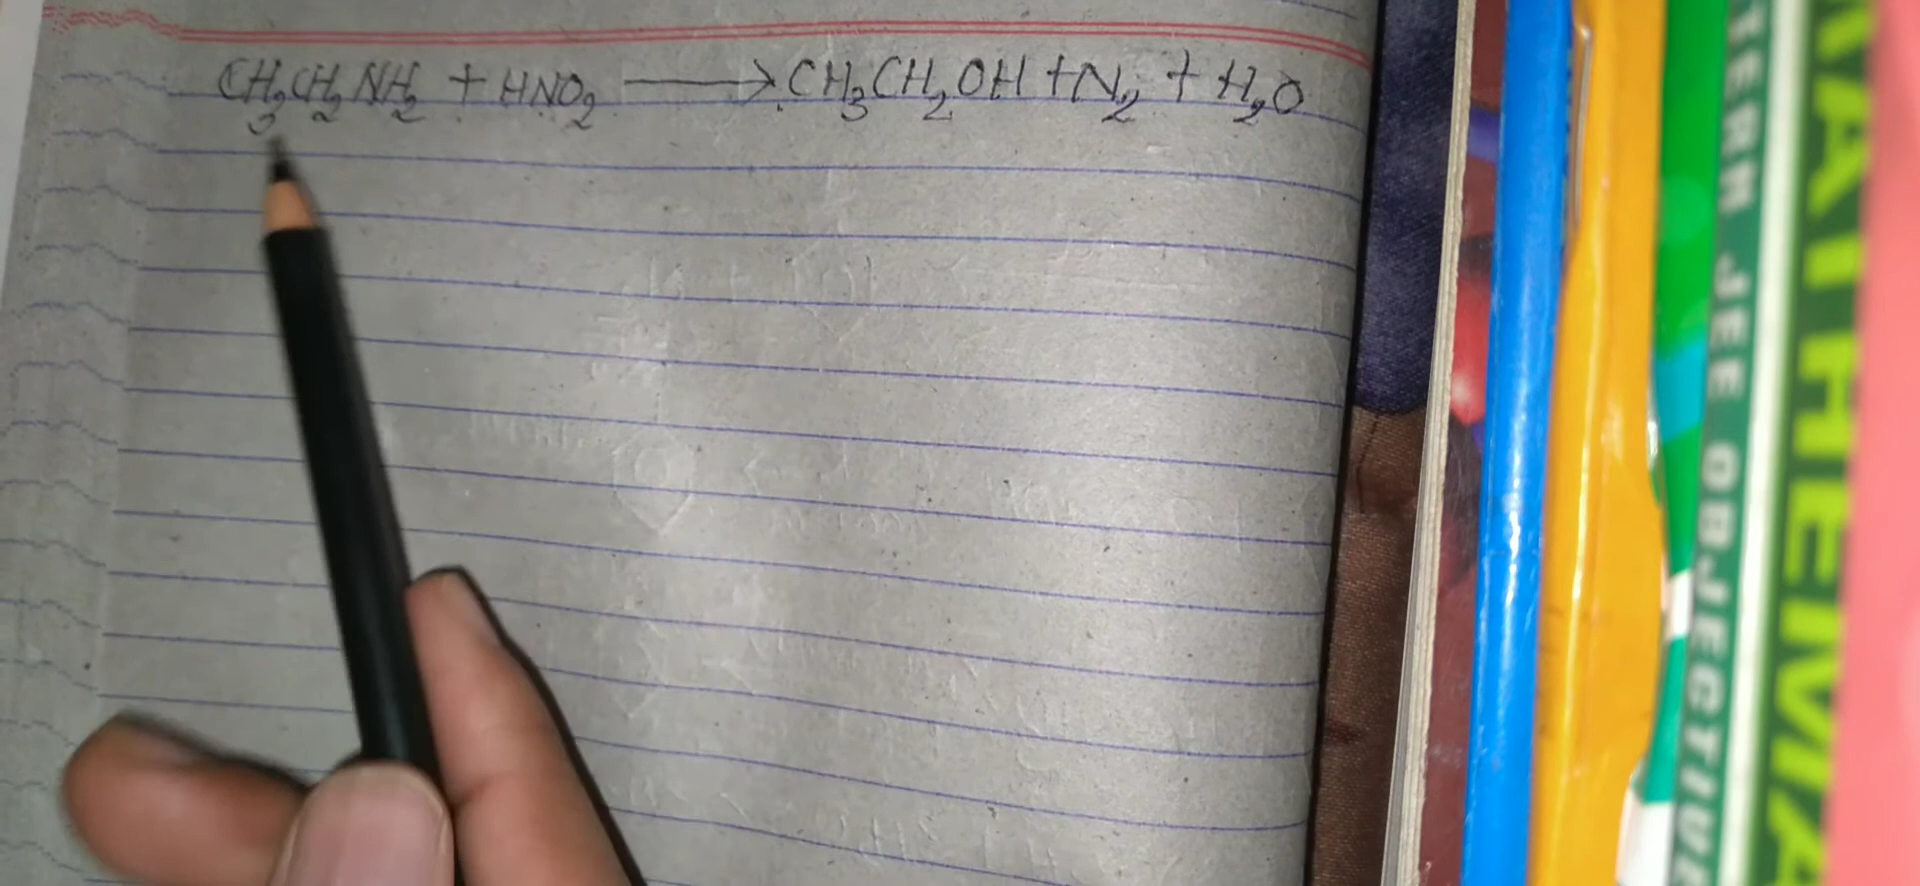 CH₃CH₂NH₂ + HNO₂ ⟶ CH₃CH₂OH + N₂ + H₂O
JEE OBJECTIVE